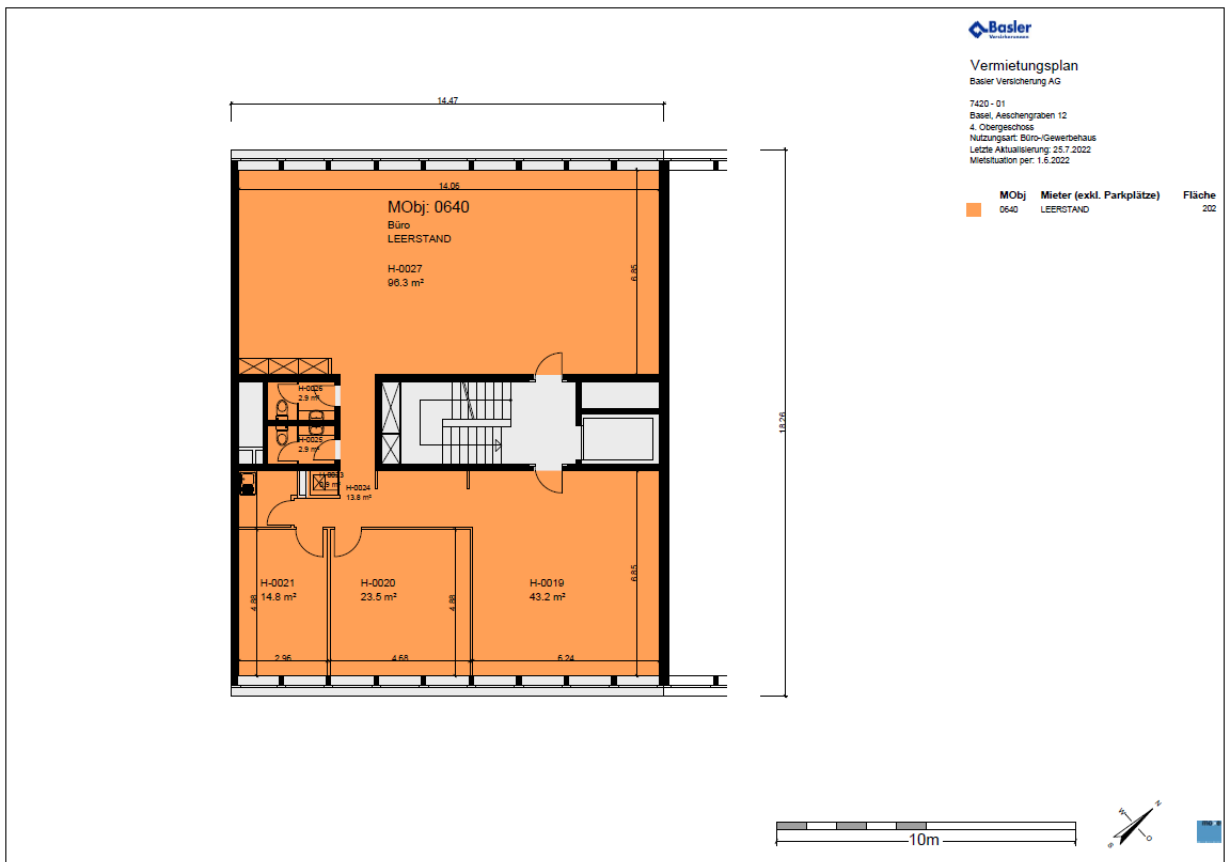 Basler
Versicherungen
Vermietungsplan
Basler Versicherung AG
7420 - 01
Basel, Aeschengraben 12
4. Obergeschoss
Nutzungsart: Büro-/Gewerbehaus
Letzte Aktualisierung: 25.7.2022
Mietsituation per: 1.6.2022
MObj Mieter (exkl. Parkplätze) Fläche
0640 LEERSTAND 202
14.47
14.06
MObj: 0640
Büro
LEERSTAND
H-0027
96.3 m²
6.85
H-0026
2.9 m²
H-0025
2.9 m²
18.26
H-0024
13.8 m²
H-0021
14.8 m²
H-0020
23.5 m²
H-0019
43.2 m²
4.88
4.88
6.85
2.96
4.68
6.24
10m
W
N
S
O